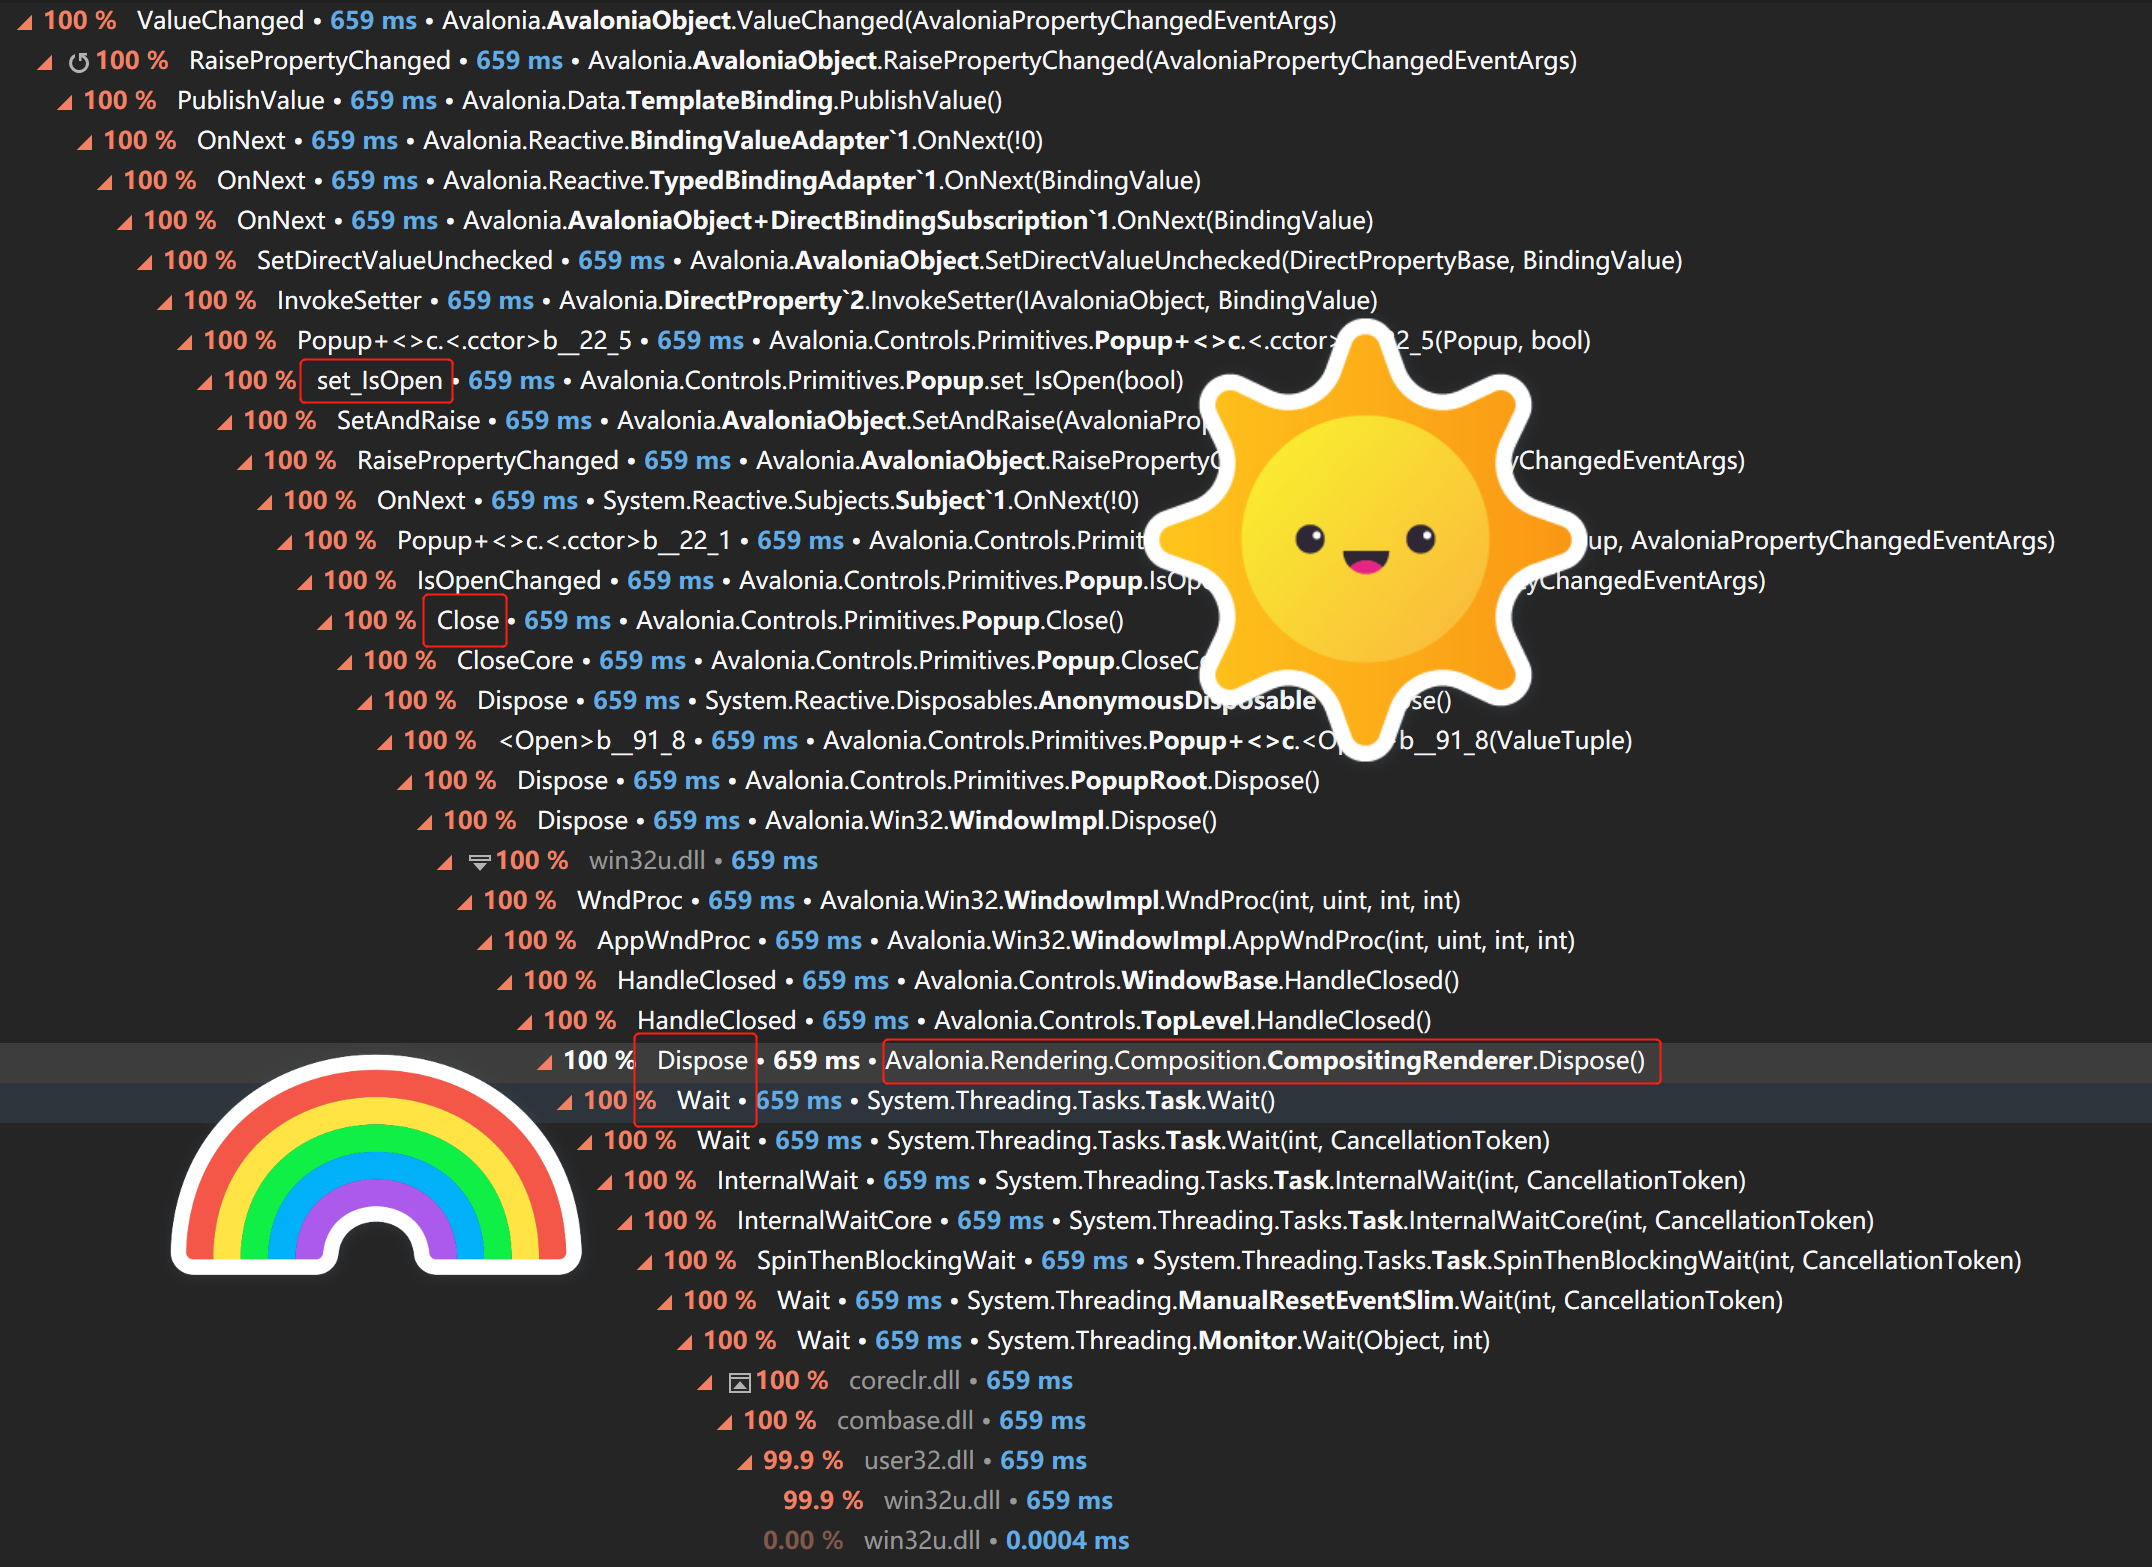 100 % ValueChanged • 659 ms • Avalonia.AvaloniaObject.ValueChanged(AvaloniaPropertyChangedEventArgs)
100 % RaisePropertyChanged • 659 ms • Avalonia.AvaloniaObject.RaisePropertyChanged(AvaloniaPropertyChangedEventArgs)
100 % PublishValue • 659 ms • Avalonia.Data.TemplateBinding.PublishValue()
100 % OnNext • 659 ms • Avalonia.Reactive.BindingValueAdapter`1.OnNext(!0)
100 % OnNext • 659 ms • Avalonia.Reactive.TypedBindingAdapter`1.OnNext(BindingValue)
100 % OnNext • 659 ms • Avalonia.AvaloniaObject+DirectBindingSubscription`1.OnNext(BindingValue)
100 % SetDirectValueUnchecked • 659 ms • Avalonia.AvaloniaObject.SetDirectValueUnchecked(DirectPropertyBase, BindingValue)
100 % InvokeSetter • 659 ms • Avalonia.DirectProperty`2.InvokeSetter(IAvaloniaObject, BindingValue)
100 % Popup+<>c.<.cctor>b__22_5 • 659 ms • Avalonia.Controls.Primitives.Popup+<>c.<.cctor> 2_5(Popup, bool)
100 % set_IsOpen • 659 ms • Avalonia.Controls.Primitives.Popup.set_IsOpen(bool)
100 % SetAndRaise • 659 ms • Avalonia.AvaloniaObject.SetAndRaise(AvaloniaPro
100 % RaisePropertyChanged • 659 ms • Avalonia.AvaloniaObject.RaiseProperty yChangedEventArgs)
100 % OnNext • 659 ms • System.Reactive.Subjects.Subject`1.OnNext(!0)
100 % Popup+<>c.<.cctor>b__22_1 • 659 ms • Avalonia.Controls.Primit up, AvaloniaPropertyChangedEventArgs)
100 % IsOpenChanged • 659 ms • Avalonia.Controls.Primitives.Popup.IsOp yChangedEventArgs)
100 % Close • 659 ms • Avalonia.Controls.Primitives.Popup.Close()
100 % CloseCore • 659 ms • Avalonia.Controls.Primitives.Popup.CloseC
100 % Dispose • 659 ms • System.Reactive.Disposables.AnonymousDisposable se()
100 % <Open>b__91_8 • 659 ms • Avalonia.Controls.Primitives.Popup+<>c.<O b__91_8(ValueTuple)
100 % Dispose • 659 ms • Avalonia.Controls.Primitives.PopupRoot.Dispose()
100 % Dispose • 659 ms • Avalonia.Win32.WindowImpl.Dispose()
100 % win32u.dll • 659 ms
100 % WndProc • 659 ms • Avalonia.Win32.WindowImpl.WndProc(int, uint, int, int)
100 % AppWndProc • 659 ms • Avalonia.Win32.WindowImpl.AppWndProc(int, uint, int, int)
100 % HandleClosed • 659 ms • Avalonia.Controls.WindowBase.HandleClosed()
100 % HandleClosed • 659 ms • Avalonia.Controls.TopLevel.HandleClosed()
100 % Dispose • 659 ms • Avalonia.Rendering.Composition.CompositingRenderer.Dispose()
100 % Wait • 659 ms • System.Threading.Tasks.Task.Wait()
100 % Wait • 659 ms • System.Threading.Tasks.Task.Wait(int, CancellationToken)
100 % InternalWait • 659 ms • System.Threading.Tasks.Task.InternalWait(int, CancellationToken)
100 % InternalWaitCore • 659 ms • System.Threading.Tasks.Task.InternalWaitCore(int, CancellationToken)
100 % SpinThenBlockingWait • 659 ms • System.Threading.Tasks.Task.SpinThenBlockingWait(int, CancellationToken)
100 % Wait • 659 ms • System.Threading.ManualResetEventSlim.Wait(int, CancellationToken)
100 % Wait • 659 ms • System.Threading.Monitor.Wait(Object, int)
100 % coreclr.dll • 659 ms
100 % combase.dll • 659 ms
99.9 % user32.dll • 659 ms
99.9 % win32u.dll • 659 ms
0.00 % win32u.dll • 0.0004 ms